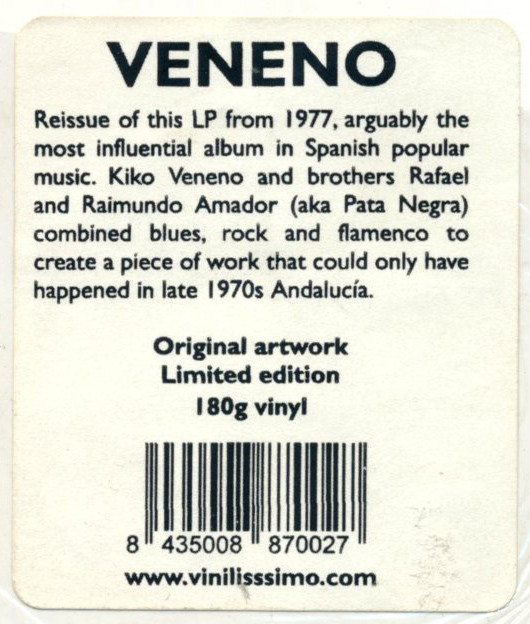 VENENO
Reissue of this LP from 1977, arguably the
most influential album in Spanish popular
music. Kiko Veneno and brothers Rafael
and Raimundo Amador (aka Pata Negra)
combined blues, rock and flamenco to
create a piece of work that could only have
happened in late 1970s Andalucía.
Original artwork
Limited edition
180g vinyl
8 435008 870027
www.vinilisssimo.com